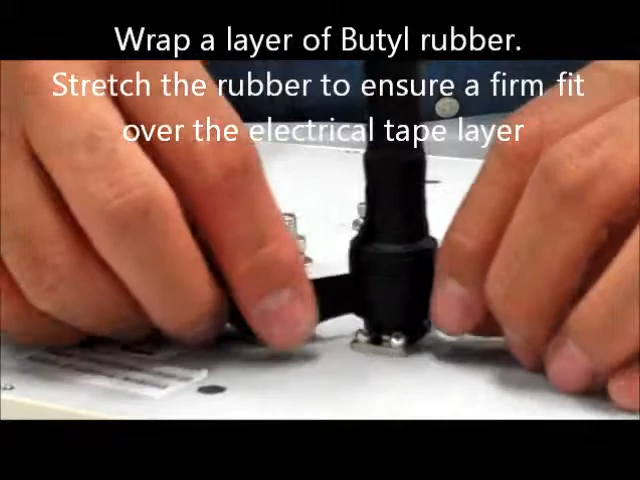 Wrap a layer of Butyl rubber.
Stretch the rubber to ensure a firm fit
over the electrical tape layer